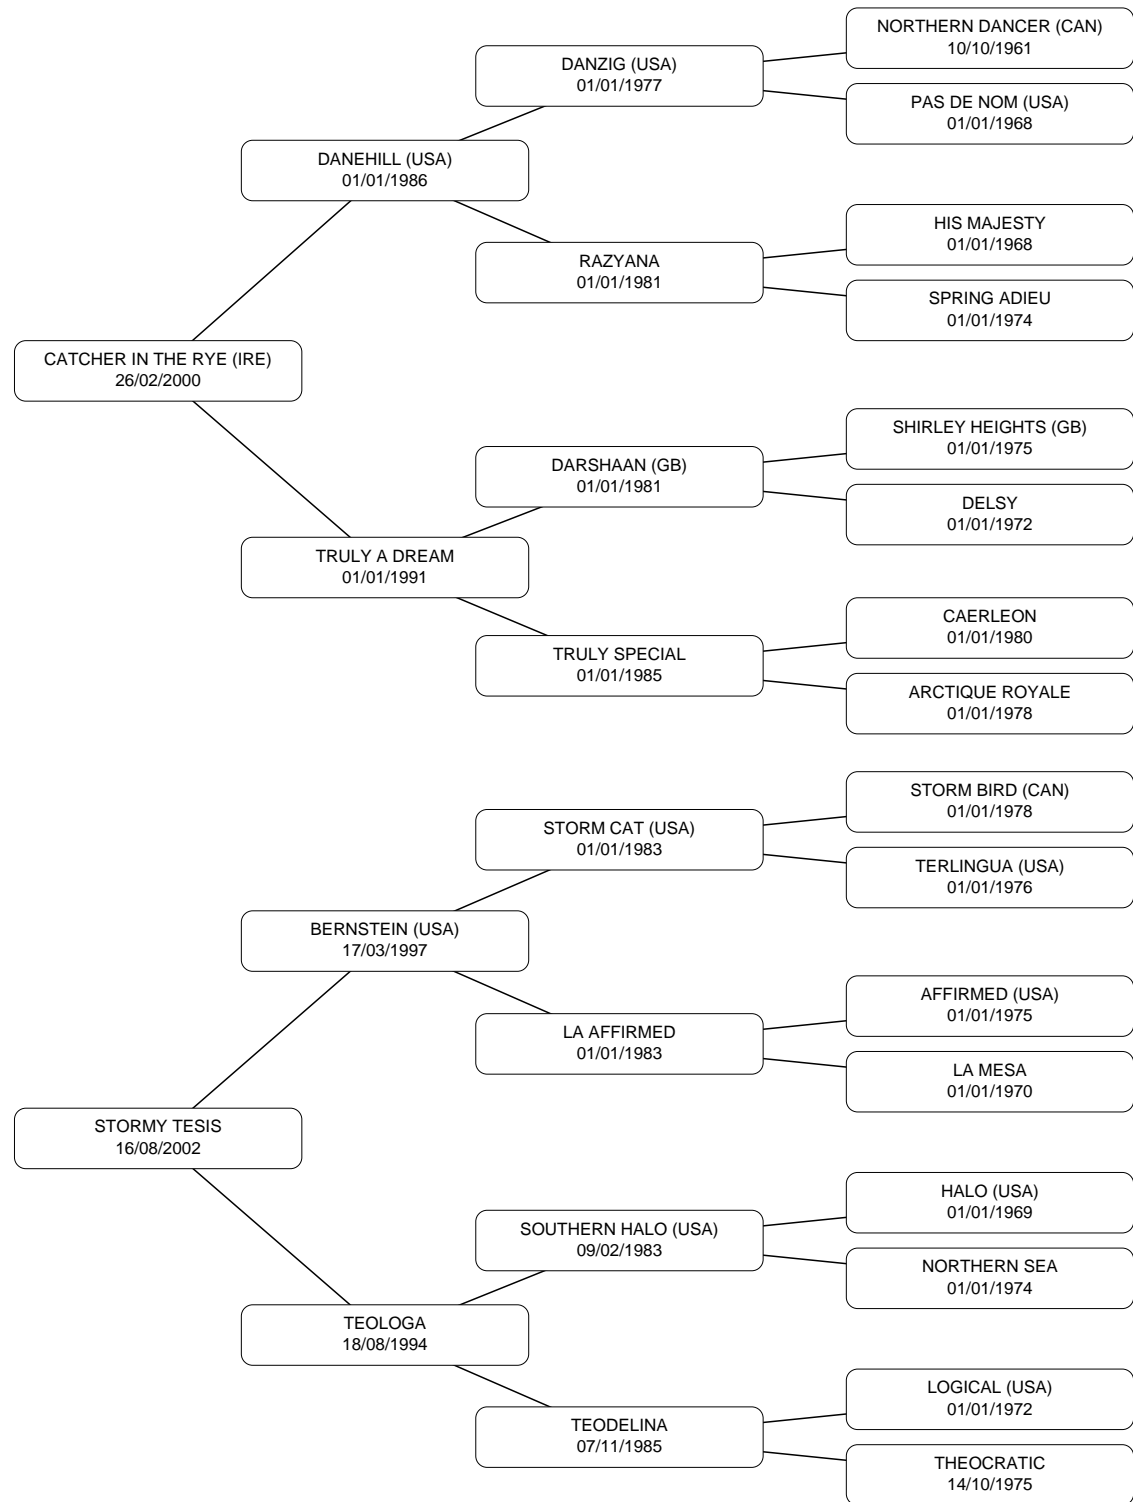 NORTHERN DANCER (CAN)
10/10/1961
DANZIG (USA)
01/01/1977
PAS DE NOM (USA)
01/01/1968
DANEHILL (USA)
01/01/1986
HIS MAJESTY
01/01/1968
RAZYANA
01/01/1981
SPRING ADIEU
01/01/1974
CATCHER IN THE RYE (IRE)
26/02/2000
SHIRLEY HEIGHTS (GB)
01/01/1975
DARSHAAN (GB)
01/01/1981
DELSY
01/01/1972
TRULY A DREAM
01/01/1991
CAERLEON
01/01/1980
TRULY SPECIAL
01/01/1985
ARCTIQUE ROYALE
01/01/1978
STORM BIRD (CAN)
01/01/1978
STORM CAT (USA)
01/01/1983
TERLINGUA (USA)
01/01/1976
BERNSTEIN (USA)
17/03/1997
AFFIRMED (USA)
01/01/1975
LA AFFIRMED
01/01/1983
LA MESA
01/01/1970
STORMY TESIS
16/08/2002
HALO (USA)
01/01/1969
SOUTHERN HALO (USA)
09/02/1983
NORTHERN SEA
01/01/1974
TEOLOGA
18/08/1994
LOGICAL (USA)
01/01/1972
TEODELINA
07/11/1985
THEOCRATIC
14/10/1975